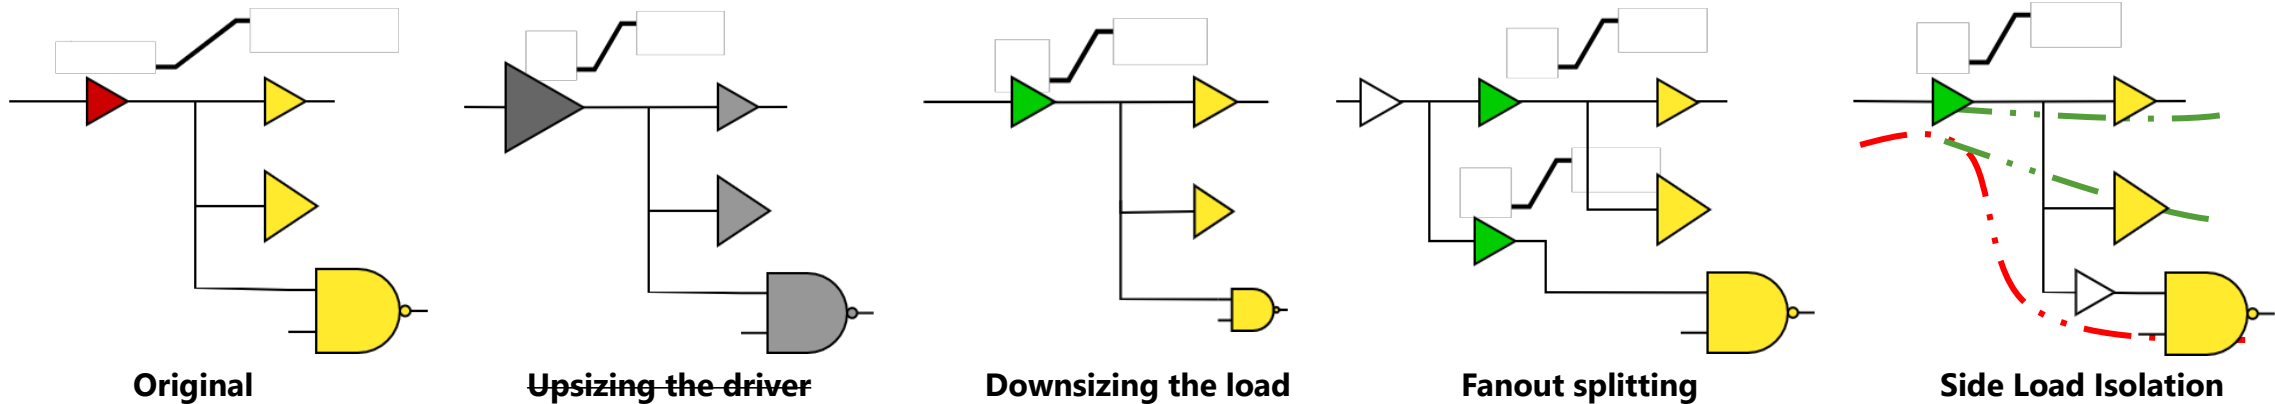 Original
Upsizing the driver
Downsizing the load
Fanout splitting
Side Load Isolation